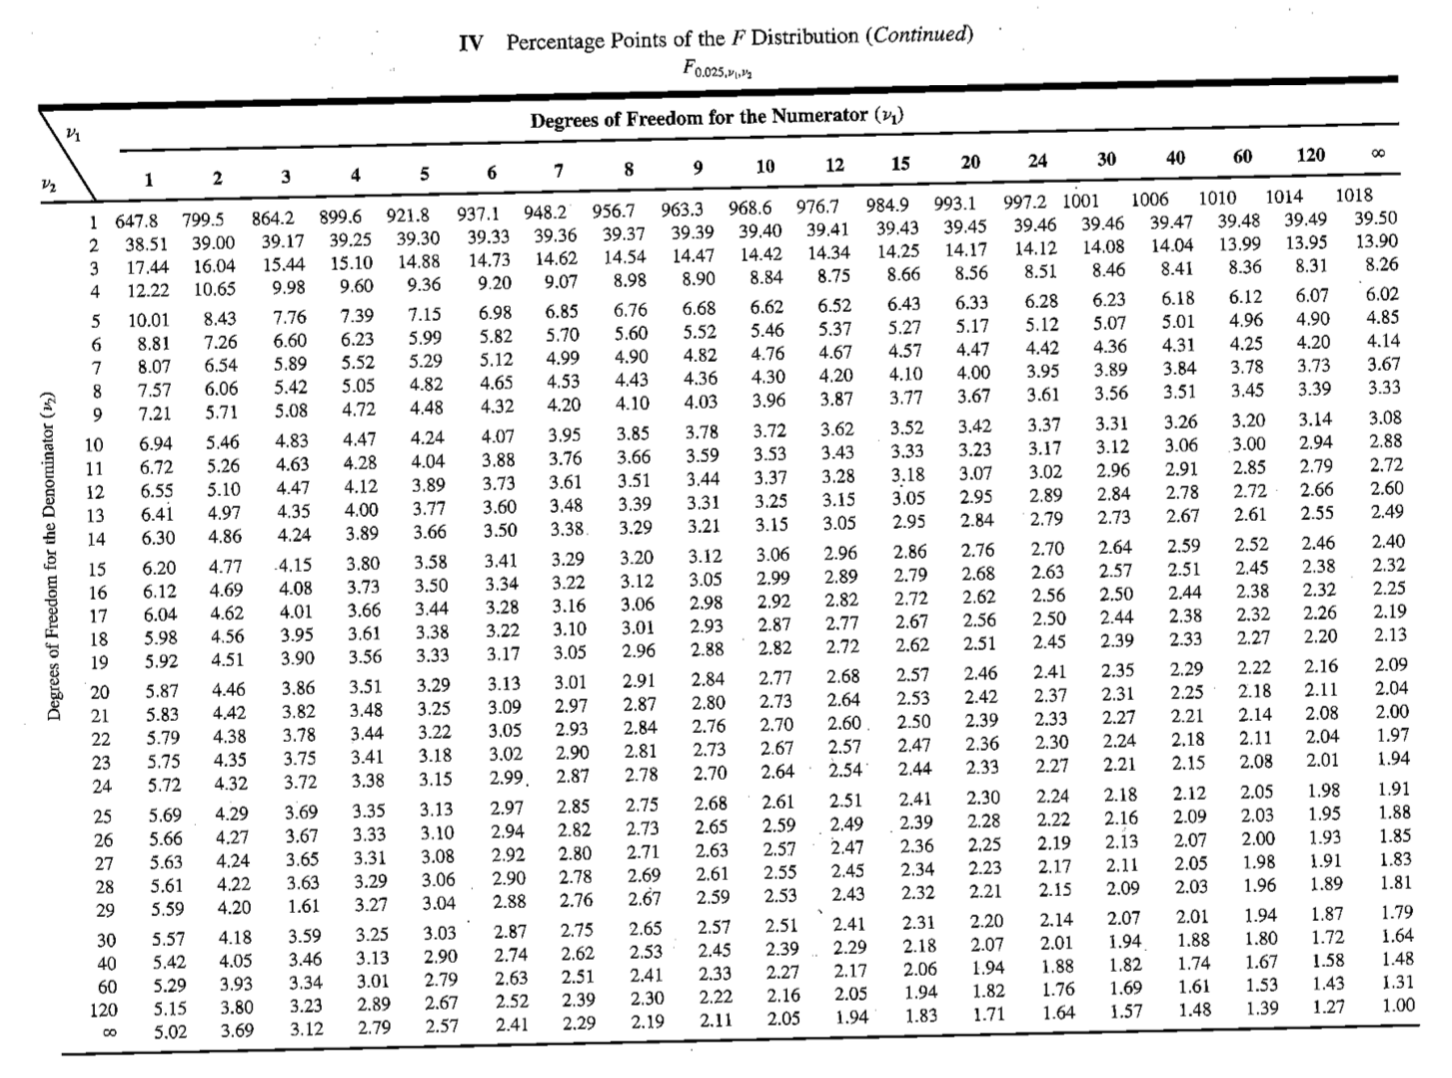 IV Percentage Points of the F Distribution (Continued)
F0.025,ν1,ν2
Degrees of Freedom for the Numerator (ν1)
ν1
ν2 1 2 3 4 5 6 7 8 9 10 12 15 20 24 30 40 60 120 ∞
Degrees of Freedom for the Denominator (ν2)
1 647.8 799.5 864.2 899.6 921.8 937.1 948.2 956.7 963.3 968.6 976.7 984.9 993.1 997.2 1001 1006 1010 1014 1018
2 38.51 39.00 39.17 39.25 39.30 39.33 39.36 39.37 39.39 39.40 39.41 39.43 39.45 39.46 39.46 39.47 39.48 39.49 39.50
3 17.44 16.04 15.44 15.10 14.88 14.73 14.62 14.54 14.47 14.42 14.34 14.25 14.17 14.12 14.08 14.04 13.99 13.95 13.90
4 12.22 10.65 9.98 9.60 9.36 9.20 9.07 8.98 8.90 8.84 8.75 8.66 8.56 8.51 8.46 8.41 8.36 8.31 8.26
5 10.01 8.43 7.76 7.39 7.15 6.98 6.85 6.76 6.68 6.62 6.52 6.43 6.33 6.28 6.23 6.18 6.12 6.07 6.02
6 8.81 7.26 6.60 6.23 5.99 5.82 5.70 5.60 5.52 5.46 5.37 5.27 5.17 5.12 5.07 5.01 4.96 4.90 4.85
7 8.07 6.54 5.89 5.52 5.29 5.12 4.99 4.90 4.82 4.76 4.67 4.57 4.47 4.42 4.36 4.31 4.25 4.20 4.14
8 7.57 6.06 5.42 5.05 4.82 4.65 4.53 4.43 4.36 4.30 4.20 4.10 4.00 3.95 3.89 3.84 3.78 3.73 3.67
9 7.21 5.71 5.08 4.72 4.48 4.32 4.20 4.10 4.03 3.96 3.87 3.77 3.67 3.61 3.56 3.51 3.45 3.39 3.33
10 6.94 5.46 4.83 4.47 4.24 4.07 3.95 3.85 3.78 3.72 3.62 3.52 3.42 3.37 3.31 3.26 3.20 3.14 3.08
11 6.72 5.26 4.63 4.28 4.04 3.88 3.76 3.66 3.59 3.53 3.43 3.33 3.23 3.17 3.12 3.06 3.00 2.94 2.88
12 6.55 5.10 4.47 4.12 3.89 3.73 3.61 3.51 3.44 3.37 3.28 3.18 3.07 3.02 2.96 2.91 2.85 2.79 2.72
13 6.41 4.97 4.35 4.00 3.77 3.60 3.48 3.39 3.31 3.25 3.15 3.05 2.95 2.89 2.84 2.78 2.72 2.66 2.60
14 6.30 4.86 4.24 3.89 3.66 3.50 3.38 3.29 3.21 3.15 3.05 2.95 2.84 2.79 2.73 2.67 2.61 2.55 2.49
15 6.20 4.77 4.15 3.80 3.58 3.41 3.29 3.20 3.12 3.06 2.96 2.86 2.76 2.70 2.64 2.59 2.52 2.46 2.40
16 6.12 4.69 4.08 3.73 3.50 3.34 3.22 3.12 3.05 2.99 2.89 2.79 2.68 2.63 2.57 2.51 2.45 2.38 2.32
17 6.04 4.62 4.01 3.66 3.44 3.28 3.16 3.06 2.98 2.92 2.82 2.72 2.62 2.56 2.50 2.44 2.38 2.32 2.25
18 5.98 4.56 3.95 3.61 3.38 3.22 3.10 3.01 2.93 2.87 2.77 2.67 2.56 2.50 2.44 2.38 2.32 2.26 2.19
19 5.92 4.51 3.90 3.56 3.33 3.17 3.05 2.96 2.88 2.82 2.72 2.62 2.51 2.45 2.39 2.33 2.27 2.20 2.13
20 5.87 4.46 3.86 3.51 3.29 3.13 3.01 2.91 2.84 2.77 2.68 2.57 2.46 2.41 2.35 2.29 2.22 2.16 2.09
21 5.83 4.42 3.82 3.48 3.25 3.09 2.97 2.87 2.80 2.73 2.64 2.53 2.42 2.37 2.31 2.25 2.18 2.11 2.04
22 5.79 4.38 3.78 3.44 3.22 3.05 2.93 2.84 2.76 2.70 2.60 2.50 2.39 2.33 2.27 2.21 2.14 2.08 2.00
23 5.75 4.35 3.75 3.41 3.18 3.02 2.90 2.81 2.73 2.67 2.57 2.47 2.36 2.30 2.24 2.18 2.11 2.04 1.97
24 5.72 4.32 3.72 3.38 3.15 2.99 2.87 2.78 2.70 2.64 2.54 2.44 2.33 2.27 2.21 2.15 2.08 2.01 1.94
25 5.69 4.29 3.69 3.35 3.13 2.97 2.85 2.75 2.68 2.61 2.51 2.41 2.30 2.24 2.18 2.12 2.05 1.98 1.91
26 5.66 4.27 3.67 3.33 3.10 2.94 2.82 2.73 2.65 2.59 2.49 2.39 2.28 2.22 2.16 2.09 2.03 1.95 1.88
27 5.63 4.24 3.65 3.31 3.08 2.92 2.80 2.71 2.63 2.57 2.47 2.36 2.25 2.19 2.13 2.07 2.00 1.93 1.85
28 5.61 4.22 3.63 3.29 3.06 2.90 2.78 2.69 2.61 2.55 2.45 2.34 2.23 2.17 2.11 2.05 1.98 1.91 1.83
29 5.59 4.20 1.61 3.27 3.04 2.88 2.76 2.67 2.59 2.53 2.43 2.32 2.21 2.15 2.09 2.03 1.96 1.89 1.81
30 5.57 4.18 3.59 3.25 3.03 2.87 2.75 2.65 2.57 2.51 2.41 2.31 2.20 2.14 2.07 2.01 1.94 1.87 1.79
40 5.42 4.05 3.46 3.13 2.90 2.74 2.62 2.53 2.45 2.39 2.29 2.18 2.07 2.01 1.94 1.88 1.80 1.72 1.64
60 5.29 3.93 3.34 3.01 2.79 2.63 2.51 2.41 2.33 2.27 2.17 2.06 1.94 1.88 1.82 1.74 1.67 1.58 1.48
120 5.15 3.80 3.23 2.89 2.67 2.52 2.39 2.30 2.22 2.16 2.05 1.94 1.82 1.76 1.69 1.61 1.53 1.43 1.31
∞ 5.02 3.69 3.12 2.79 2.57 2.41 2.29 2.19 2.11 2.05 1.94 1.83 1.71 1.64 1.57 1.48 1.39 1.27 1.00